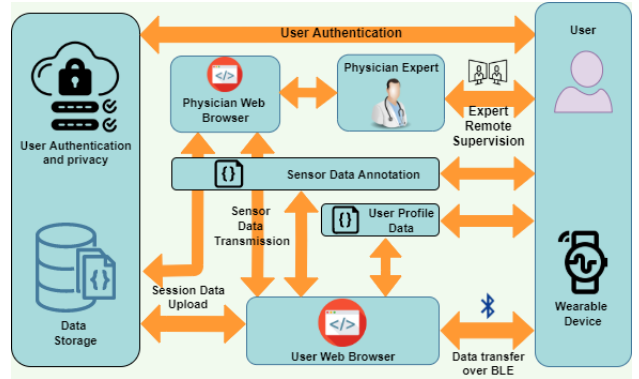 User Authentication
User
Physician Expert
</>
Physician Web
Browser
User Authentication
and privacy
Expert
Remote
Supervision
{}
Sensor Data Annotation
Sensor
Data
Transmission
{}
User Profile
Data
{}
Session Data
Upload
Data
Storage
</>
User Web Browser
Wearable
Device
Data transfer
over BLE